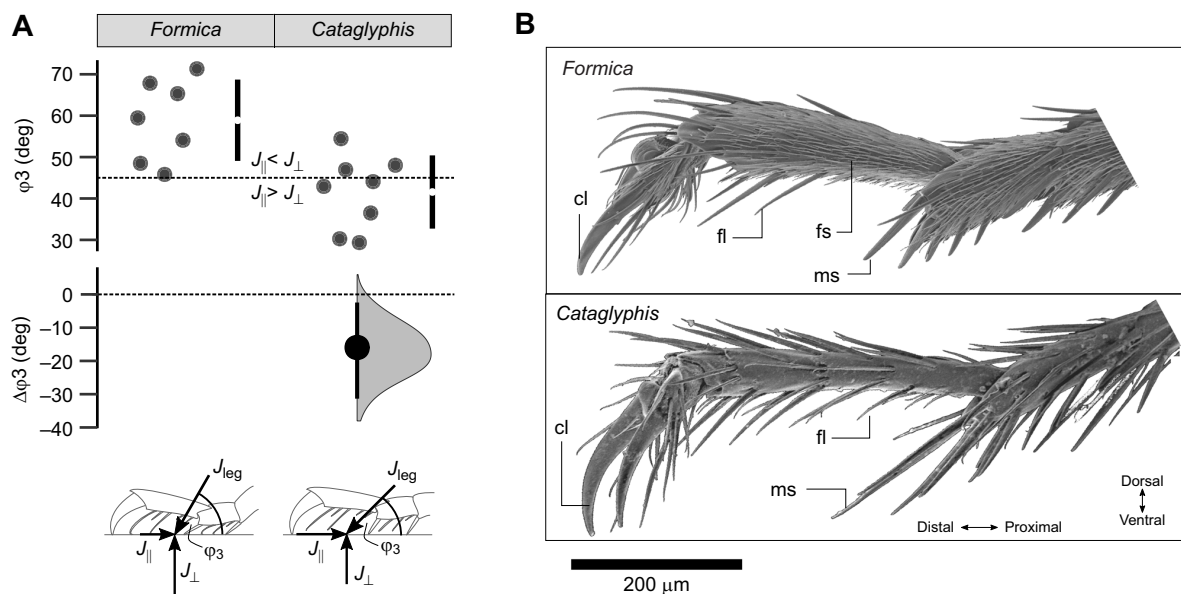 A
Formica Cataglyphis
70
60
50
40
30
φ3 (deg)
J∥< J⊥
J∥> J⊥
0
–10
–20
–30
–40
Δφ3 (deg)
Jleg Jleg
J∥ φ3 J∥ φ3
J⊥ J⊥
B
Formica
cl
fl
fs
ms
Cataglyphis
cl
fl
ms
Dorsal
Ventral
Distal Proximal
200 μm